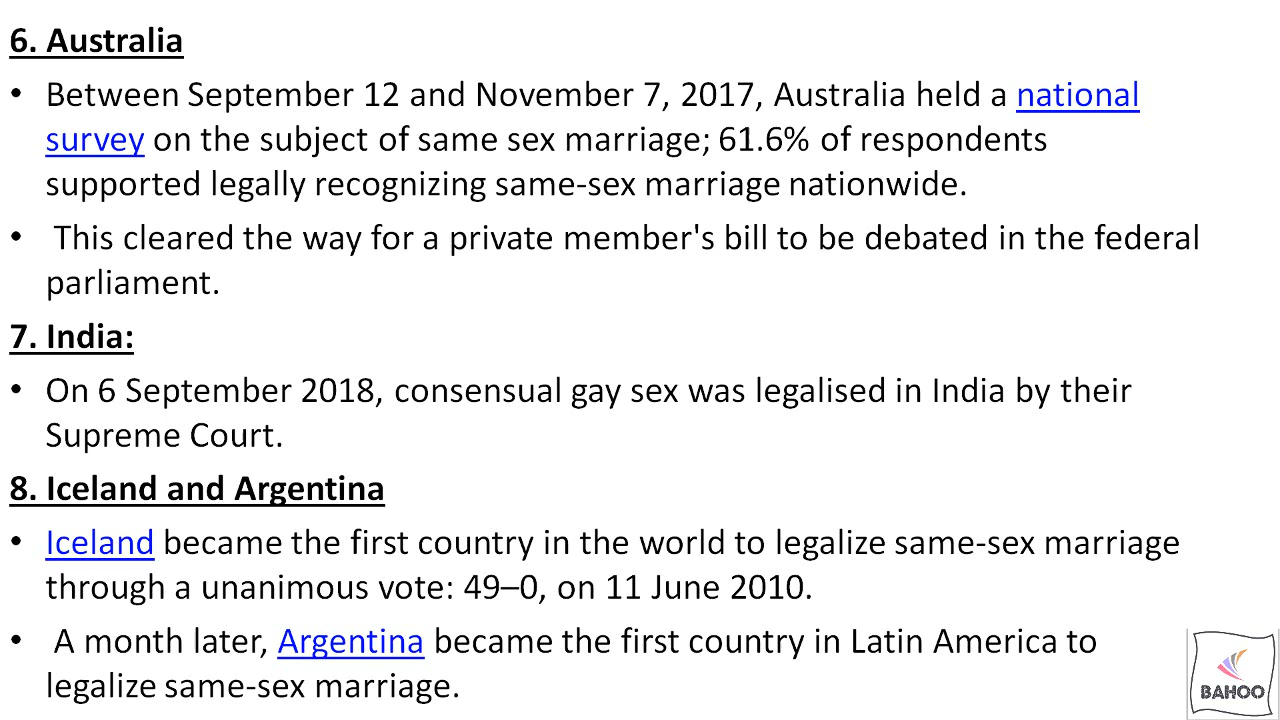 6. Australia
• Between September 12 and November 7, 2017, Australia held a national
survey on the subject of same sex marriage; 61.6% of respondents
supported legally recognizing same-sex marriage nationwide.
• This cleared the way for a private member's bill to be debated in the federal
parliament.
7. India:
• On 6 September 2018, consensual gay sex was legalised in India by their
Supreme Court.
8. Iceland and Argentina
• Iceland became the first country in the world to legalize same-sex marriage
through a unanimous vote: 49–0, on 11 June 2010.
• A month later, Argentina became the first country in Latin America to
legalize same-sex marriage.
BAHOO